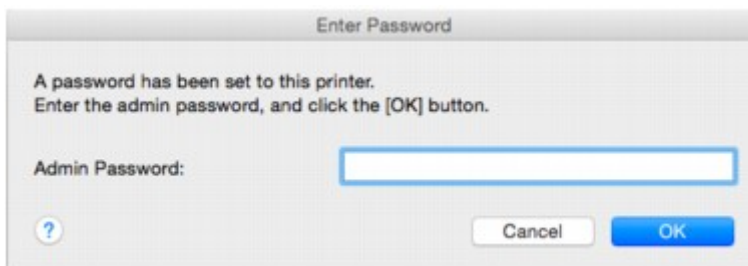 Enter Password
A password has been set to this printer.
Enter the admin password, and click the [OK] button.
Admin Password:
?
Cancel
OK